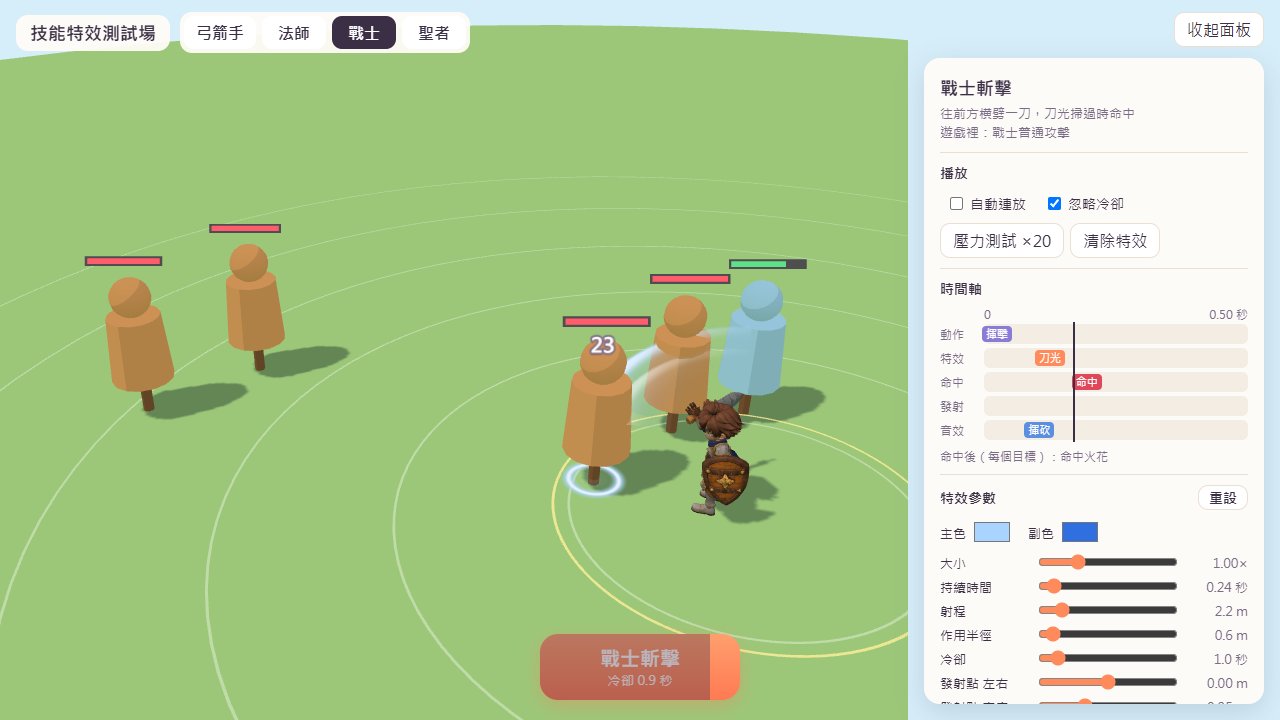 技能特效測試場
弓箭手
法師
戰士
聖者
收起面板
戰士斬擊
往前方橫劈一刀，刀光掃過時命中
遊戲裡：戰士普通攻擊
播放
自動連放
忽略冷卻
壓力測試 ×20
清除特效
時間軸
0
0.50 秒
動作
揮擊
特效
刀光
命中
命中
發射
音效
揮砍
命中後（每個目標）：命中火花
特效參數
重設
主色
副色
大小
1.00×
持續時間
0.24 秒
射程
2.2 m
作用半徑
0.6 m
冷卻
1.0 秒
發射點 左右
0.00 m
23
戰士斬擊
冷卻 0.9 秒